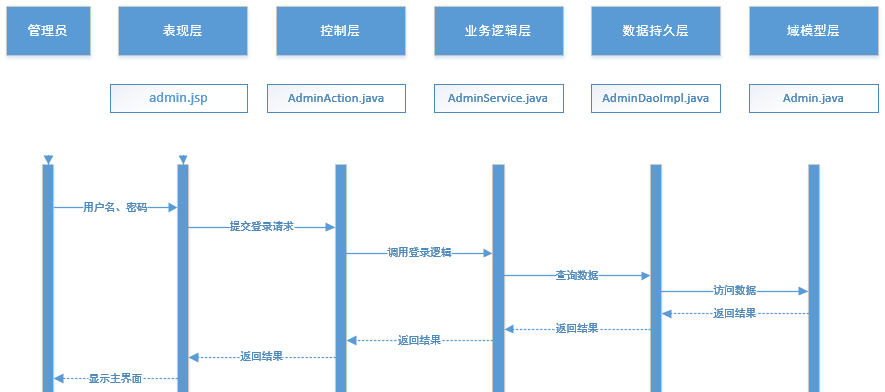 管理员
表现层
控制层
业务逻辑层
数据持久层
域模型层
admin.jsp
AdminAction.java
AdminService.java
AdminDaoImpl.java
Admin.java
用户名、密码
提交登录请求
调用登录逻辑
查询数据
访问数据
返回结果
返回结果
返回结果
返回结果
显示主界面